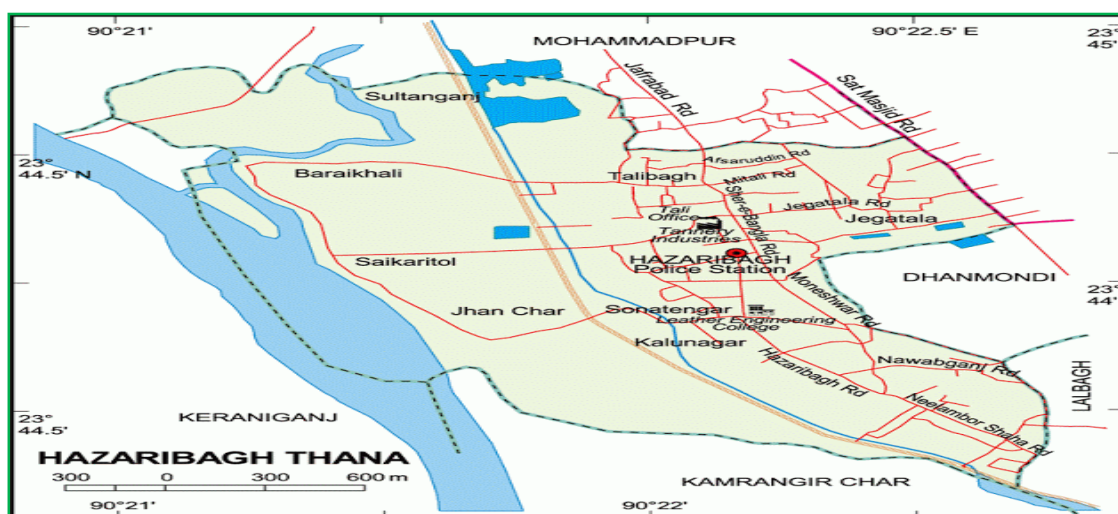 90°21'
90°22.5' E
23°
45'
MOHAMMADPUR
Jafrabad Rd
Sat Masjid Rd
Sultanganj
23°
44.5' N
Baraikhali
Talibagh
Afsaruddin Rd
Mitali Rd
Jegatala Rd
Jegatala
Tali
Office
Sher-e-Bangla Rd
Tannery
Industries
Saikaritol
HAZARIBAGH
Police Station
DHANMONDI
23°
44'
Moneshwar Rd
Jhan Char
Sonatengar
Leather Engineering
College
Kalunagar
Hazaribagh Rd
Nawabganj Rd
Neelambor Shaha Rd
LALBAGH
KERANIGANJ
23°
44.5'
HAZARIBAGH THANA
300 0 300 600 m
KAMRANGIR CHAR
90°21'
90°22'